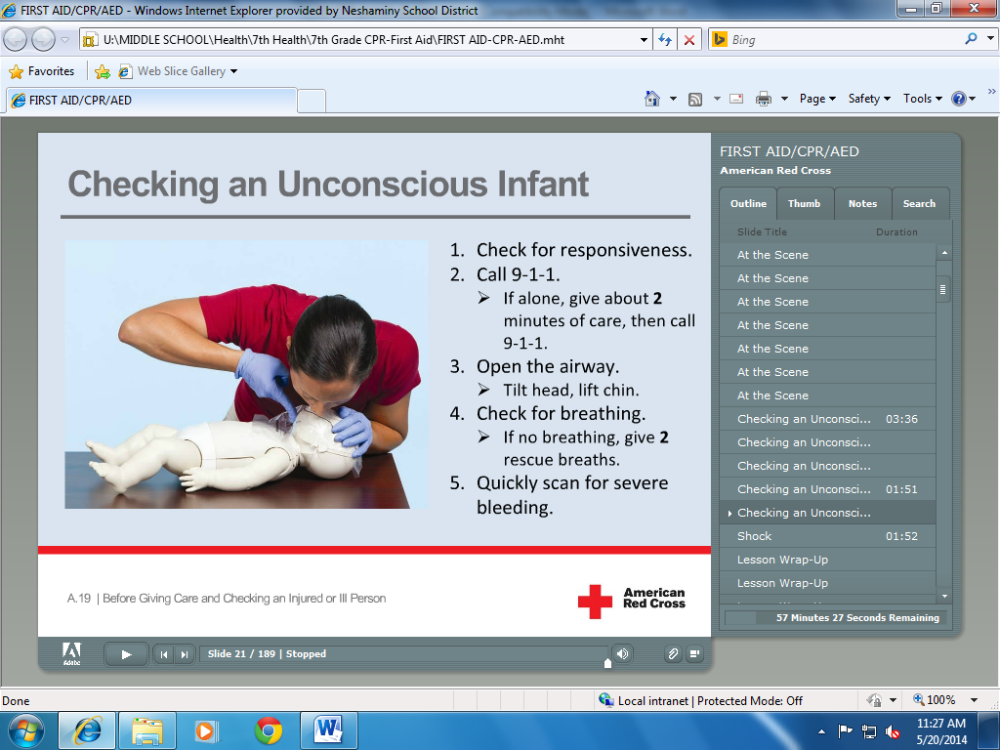 FIRST AID/CPR/AED - Windows Internet Explorer provided by Neshaminy School District
U:\MIDDLE SCHOOL\Health\7th Health\7th Grade CPR-First Aid\FIRST AID-CPR-AED.mht
Bing
Favorites
Web Slice Gallery
FIRST AID/CPR/AED
Page
Safety
Tools
Checking an Unconscious Infant
1. Check for responsiveness.
2. Call 9-1-1.
➤ If alone, give about 2
minutes of care, then call
9-1-1.
3. Open the airway.
➤ Tilt head, lift chin.
4. Check for breathing.
➤ If no breathing, give 2
rescue breaths.
5. Quickly scan for severe
bleeding.
A.19 | Before Giving Care and Checking an Injured or Ill Person
American
Red Cross
FIRST AID/CPR/AED
American Red Cross
Outline
Thumb
Notes
Search
Slide Title Duration
At the Scene
At the Scene
At the Scene
At the Scene
At the Scene
At the Scene
At the Scene
Checking an Unconsci... 03:36
Checking an Unconsci...
Checking an Unconsci...
Checking an Unconsci... 01:51
Checking an Unconsci...
Shock 01:52
Lesson Wrap-Up
Lesson Wrap-Up
57 Minutes 27 Seconds Remaining
Adobe
Slide 21 / 189 | Stopped
Done
Local intranet | Protected Mode: Off
100%
11:27 AM
5/20/2014